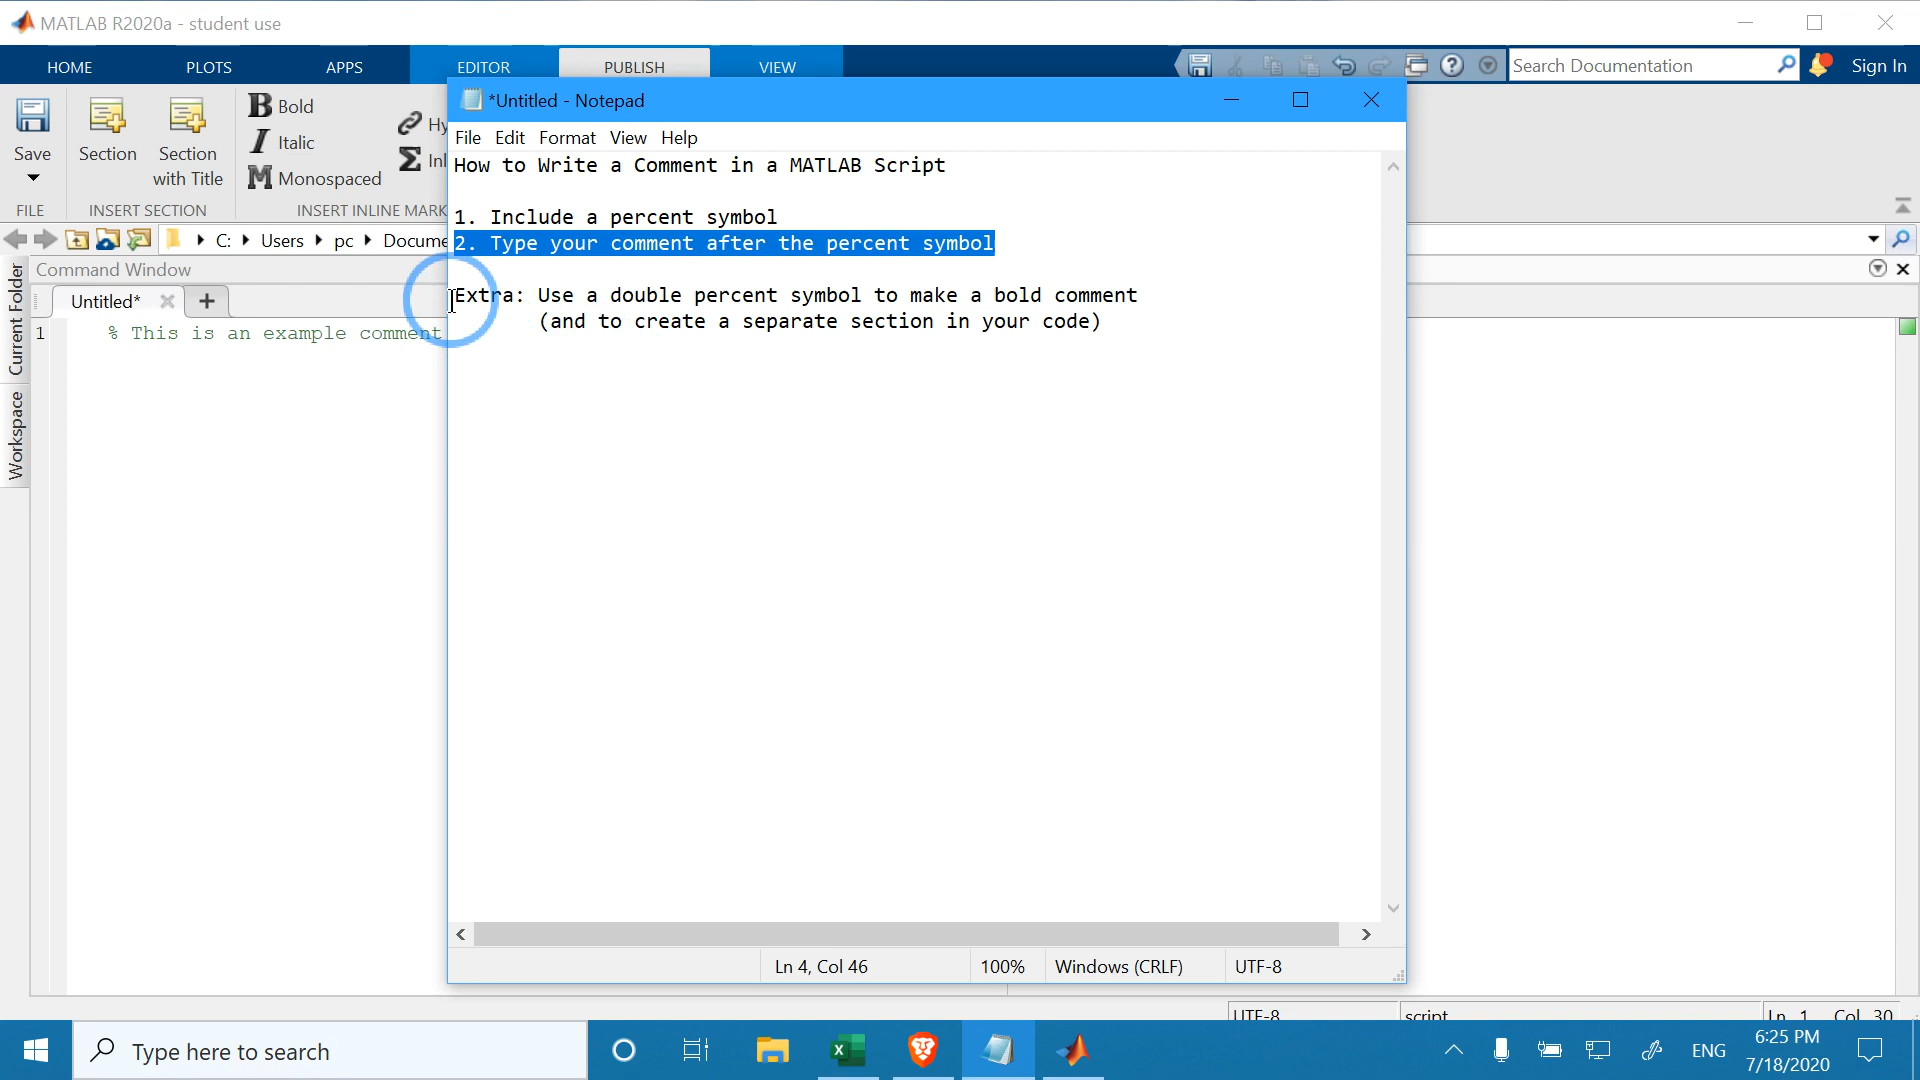 MATLAB R2020a - student use
HOME PLOTS APPS EDITOR PUBLISH VIEW
Search Documentation
Sign In
*Untitled - Notepad
Save
Section
Section with Title
Bold
Italic
Monospaced
Hy
Inl
FILE
INSERT SECTION
INSERT INLINE MARK
C: Users pc Docume
File Edit Format View Help
How to Write a Comment in a MATLAB Script
1. Include a percent symbol
2. Type your comment after the percent symbol
Extra: Use a double percent symbol to make a bold comment
(and to create a separate section in your code)
Current Folder
Workspace
Command Window
Untitled*
1 % This is an example comment
Ln 4, Col 46
100%
Windows (CRLF)
UTF-8
UTF-8
script
Ln 1 Col 30
Type here to search
ENG
6:25 PM
7/18/2020